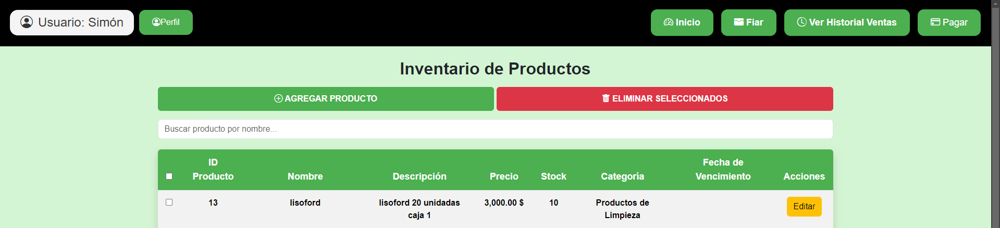 Usuario: Simón
Perfil
Inicio
Fiar
Ver Historial Ventas
Pagar
Inventario de Productos
AGREGAR PRODUCTO
ELIMINAR SELECCIONADOS
Buscar producto por nombre...
ID
Producto
Nombre
Descripción
Precio
Stock
Categoría
Fecha de
Vencimiento
Acciones
13
lisoford
lisoford 20 unidadas
caja 1
3,000.00 $
10
Productos de
Limpieza
Editar